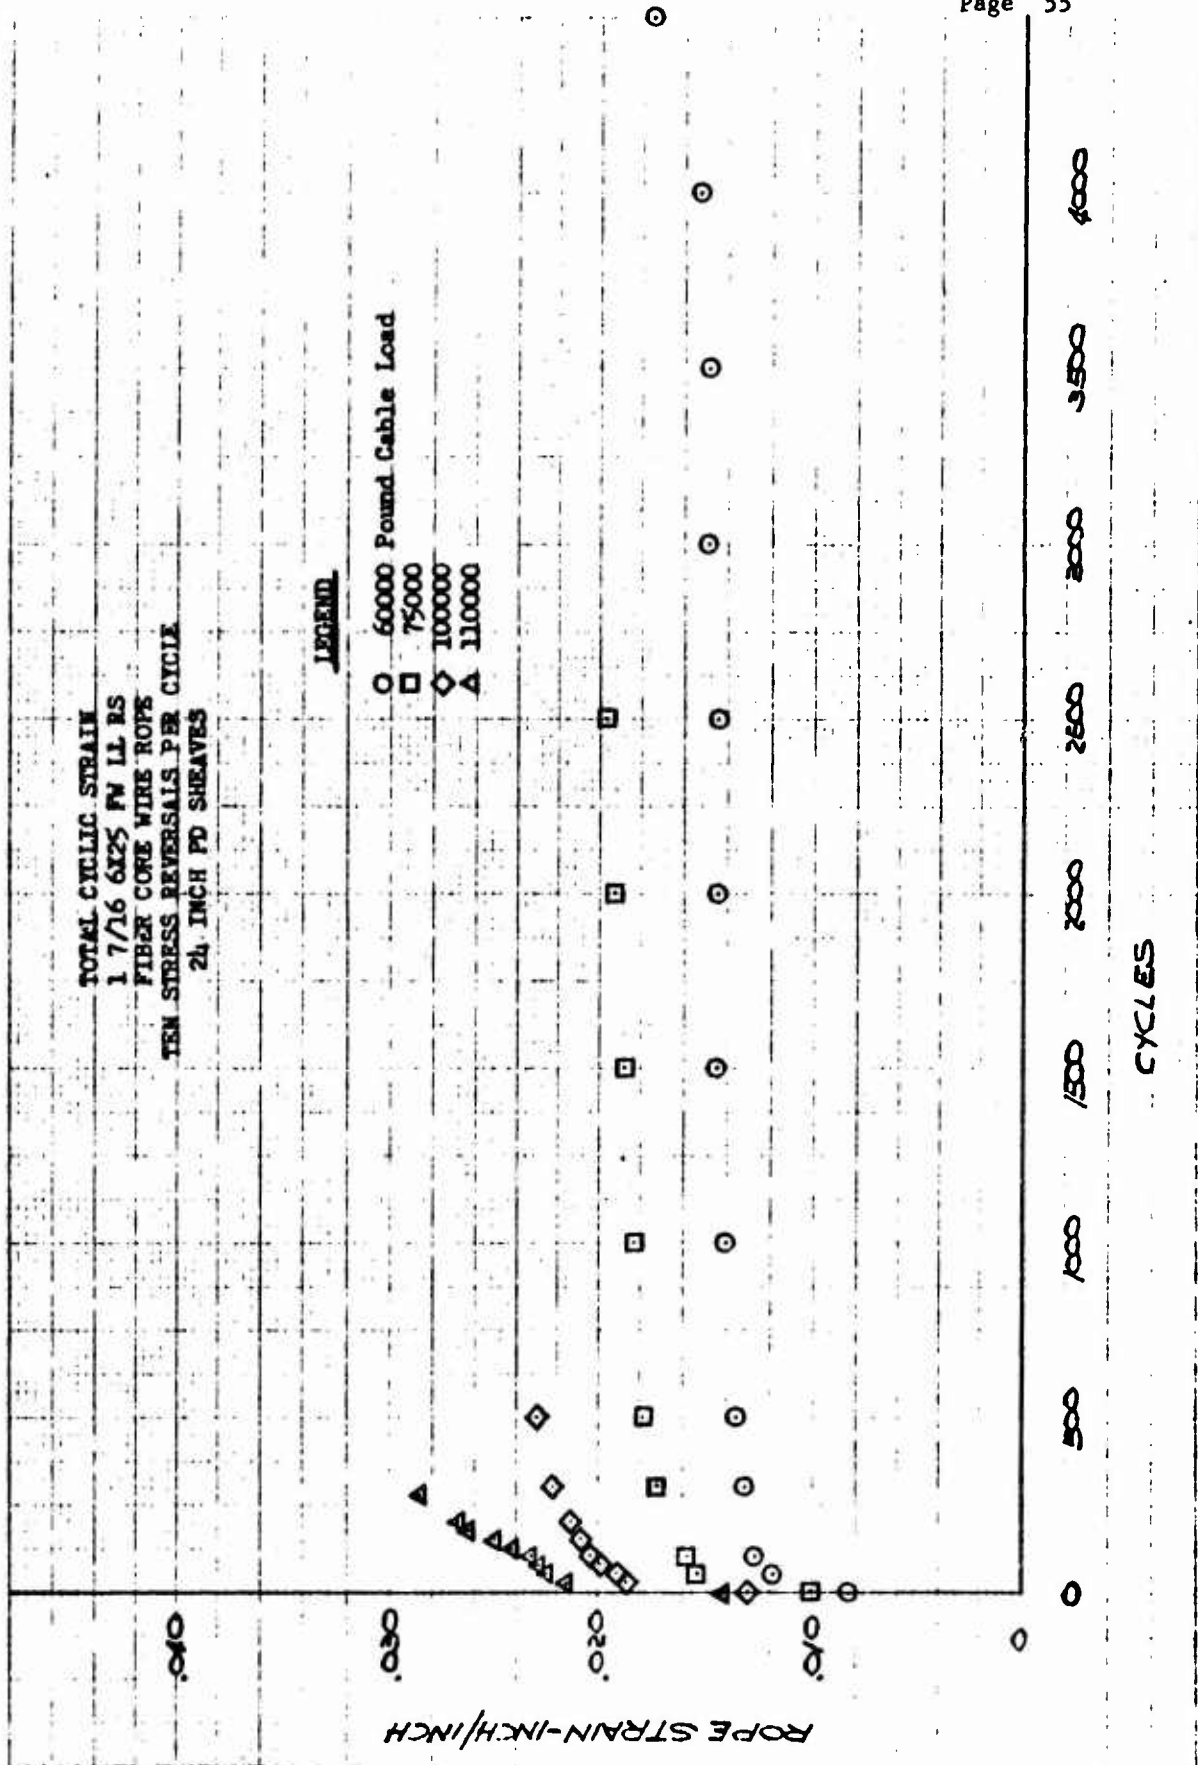 Page 55
TOTAL CYCLIC STRAIN
1 7/16 6X25 FW LL RS
FIBER CORE WIRE ROPE
TEN STRESS REVERSALS PER CYCLE
24 INCH PD SHEAVES
LEGEND
60000 Pound Cable Load
75000
100000
110000
ROPE STRAIN-INCH/INCH
.040
.030
.020
.010
0
0 500 1000 1500 2000 2500 3000 3500 4000
CYCLES